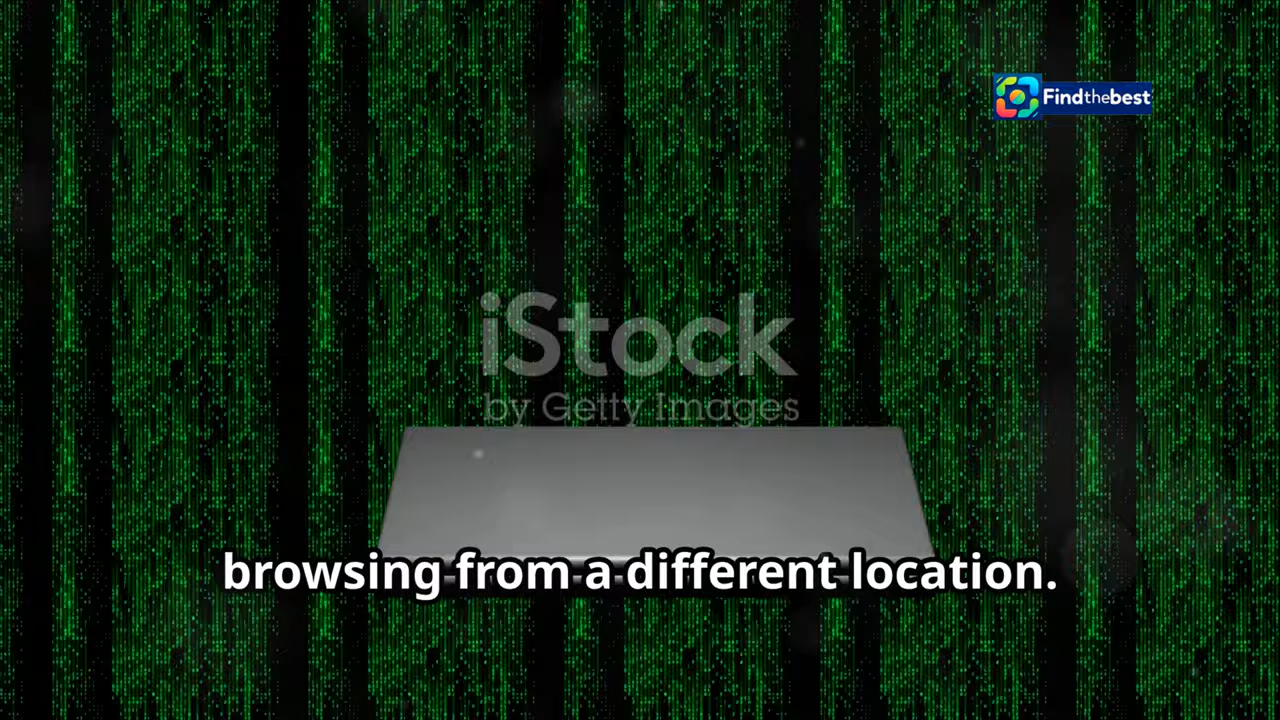 Findthebest
iStock
by Getty Images
browsing from a different location.